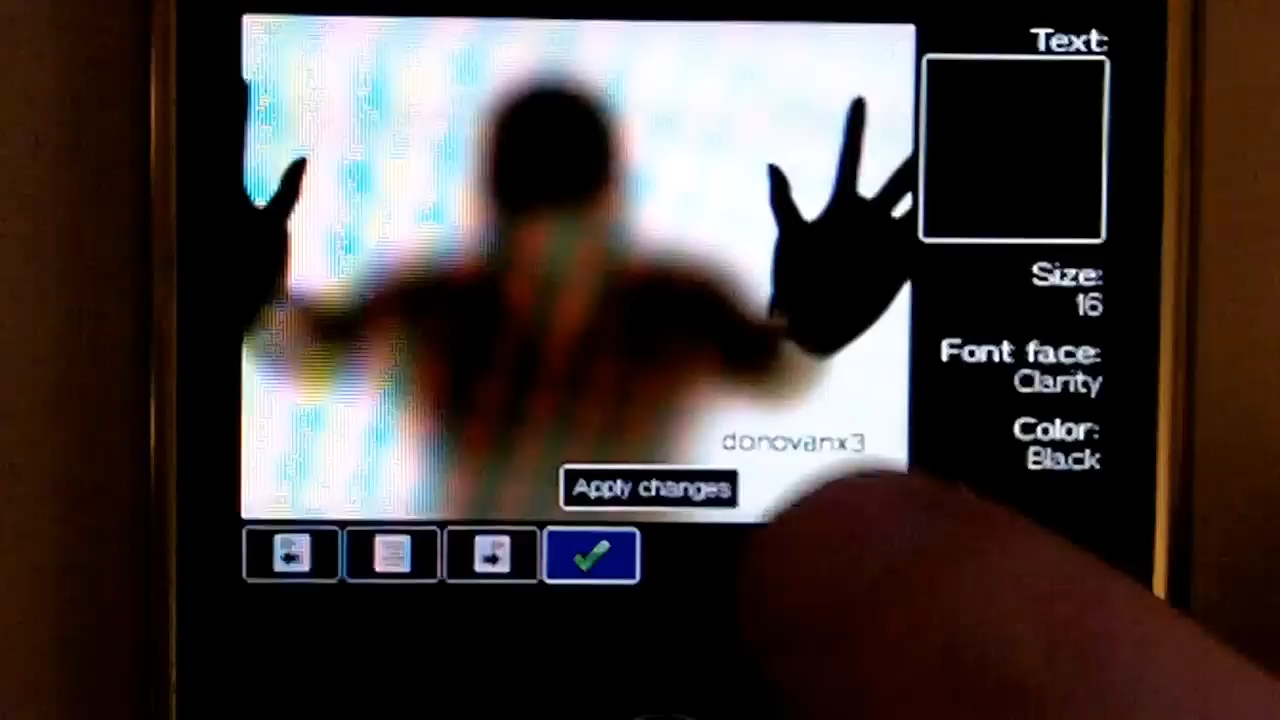 Text:
Size:
16
Font face:
Clarity
Color:
Black
donovanx3
Apply changes